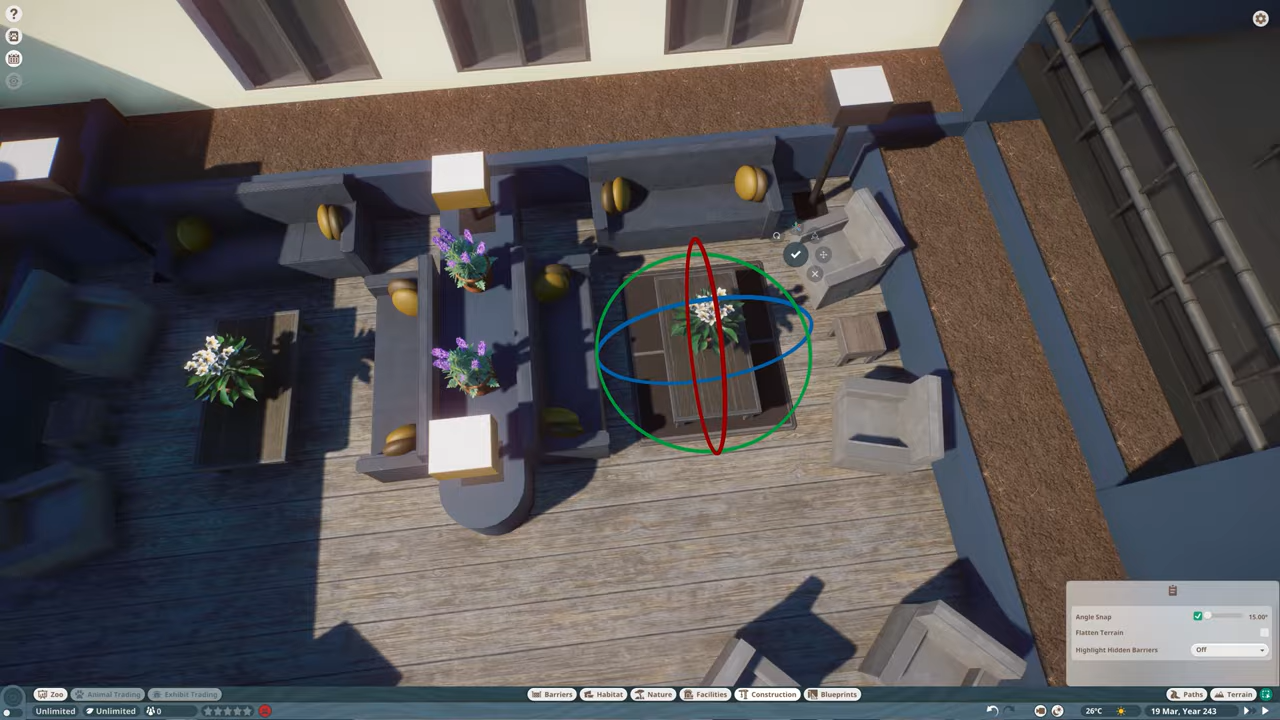 ?
Angle Snap 15.00°
Flatten Terrain
Highlight Hidden Barriers Off
Zoo Animal Trading Exhibit Trading Barriers Habitat Nature Facilities Construction Blueprints Paths Terrain
Unlimited Unlimited 0 26°C 19 Mar, Year 243